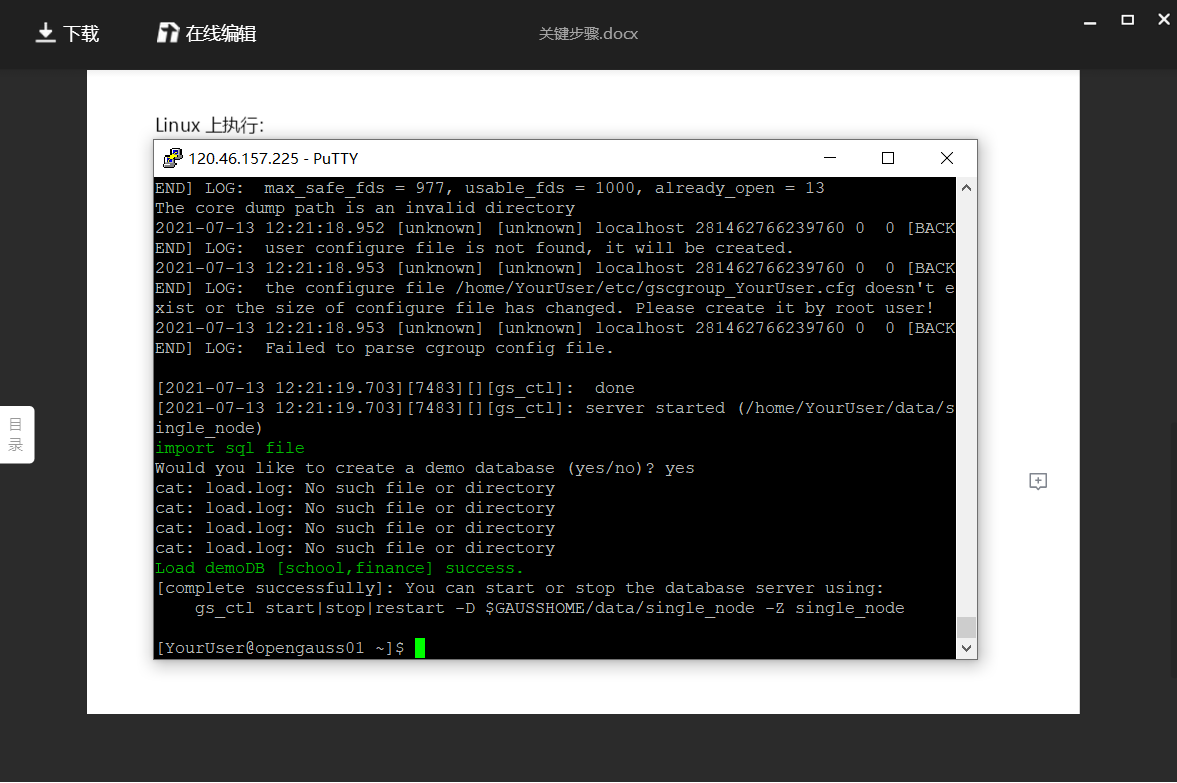 下载
在线编辑
关键步骤.docx
Linux 上执行:
120.46.157.225 - PuTTY
END] LOG:  max_safe_fds = 977, usable_fds = 1000, already_open = 13
The core dump path is an invalid directory
2021-07-13 12:21:18.952 [unknown] [unknown] localhost 281462766239760 0  0 [BACK
END] LOG:  user configure file is not found, it will be created.
2021-07-13 12:21:18.953 [unknown] [unknown] localhost 281462766239760 0  0 [BACK
END] LOG:  the configure file /home/YourUser/etc/gscgroup_YourUser.cfg doesn't e
xist or the size of configure file has changed. Please create it by root user!
2021-07-13 12:21:18.953 [unknown] [unknown] localhost 281462766239760 0  0 [BACK
END] LOG:  Failed to parse cgroup config file.
[2021-07-13 12:21:19.703][7483][][gs_ctl]:  done
[2021-07-13 12:21:19.703][7483][][gs_ctl]: server started (/home/YourUser/data/s
ingle_node)
import sql file
Would you like to create a demo database (yes/no)? yes
cat: load.log: No such file or directory
cat: load.log: No such file or directory
cat: load.log: No such file or directory
cat: load.log: No such file or directory
Load demoDB [school,finance] success.
[complete successfully]: You can start or stop the database server using:
    gs_ctl start|stop|restart -D $GAUSSHOME/data/single_node -Z single_node
[YourUser@opengauss01 ~]$
目
录